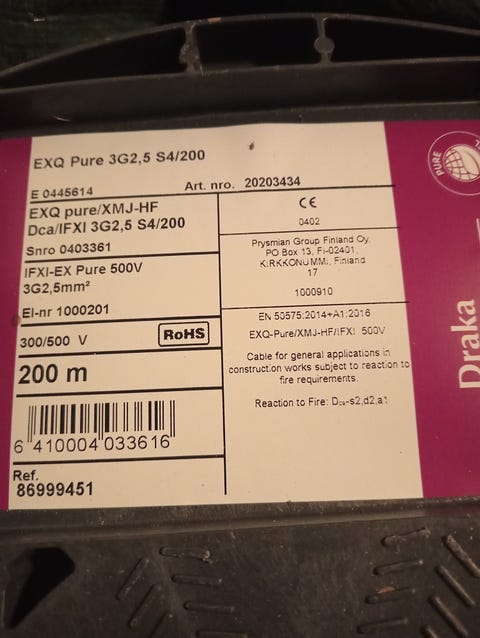 EXQ Pure 3G2,5 S4/200
E 0445614
Art. nro. 20203434
EXQ pure/XMJ-HF
Dca/IFXI 3G2,5 S4/200
Snro 0403361
IFXI-EX Pure 500V
3G2,5mm²
El-nr 1000201
300/500 V
RoHS
200 m
6 410004 033616
Ref.
86999451
CE
0402
Prysmian Group Finland Oy,
PO Box 13, FI-02401,
KIRKKONUMMI, Finland
17
1000910
EN 50575:2014+A1:2016
EXQ-Pure/XMJ-HF/IFXI 500V
Cable for general applications in
construction works subject to reaction to
fire requirements.
Reaction to Fire: Dca-s2,d2,a1
PURE
Draka